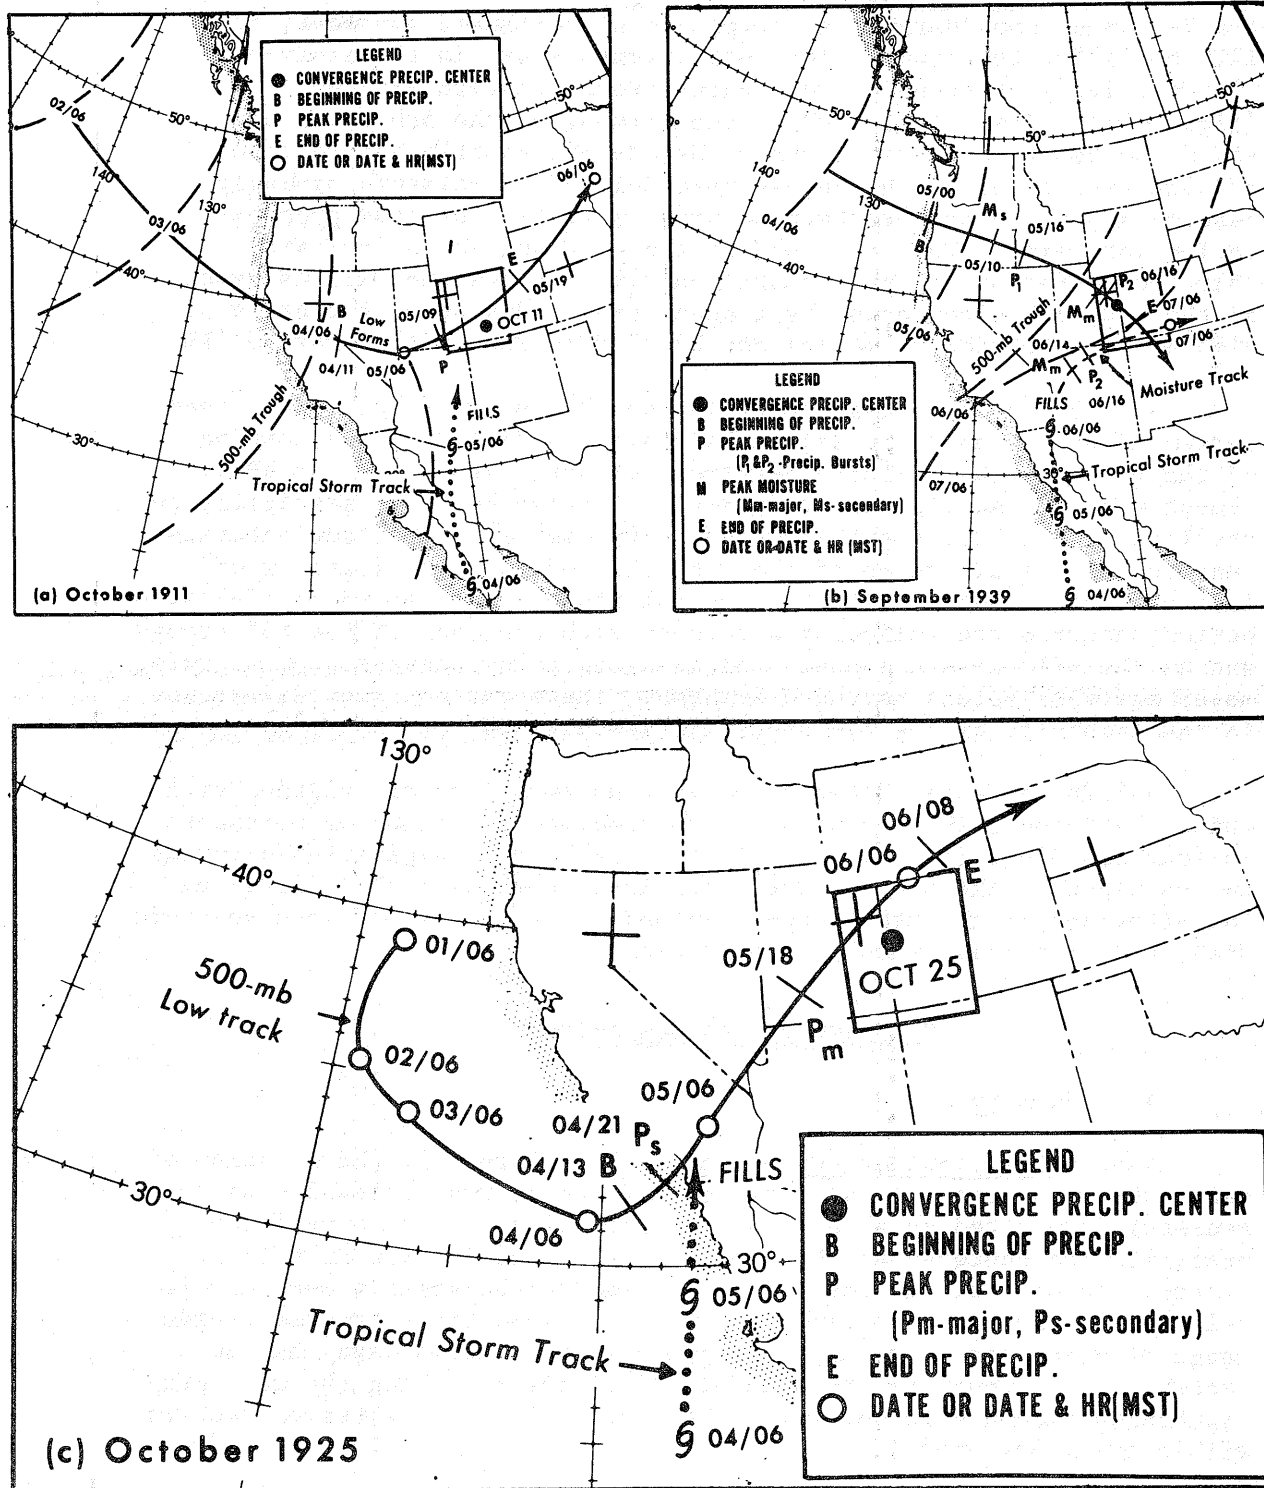 LEGEND
CONVERGENCE PRECIP. CENTER
B BEGINNING OF PRECIP.
P PEAK PRECIP.
E END OF PRECIP.
DATE OR DATE & HR(MST)
02/06
50°
50°
140°
130°
03/06
40°
06/06
E
05/19
B
Low
Forms
05/09
OCT 11
04/06
04/11
05/06
P
500-mb Trough
30°
FILLS
05/06
Tropical Storm Track
04/06
(a) October 1911
50°
50°
140°
130°
04/06
05/00
Ms
05/16
B
40°
05/10
P1
P2
06/16
Mm
E
07/06
05/06
500-mb Trough
06/14
Mm
P2
07/06
06/16
Moisture Track
LEGEND
CONVERGENCE PRECIP. CENTER
B BEGINNING OF PRECIP.
P PEAK PRECIP.
(P1&P2-Precip. Bursts)
M PEAK MOISTURE
(Mm-major, Ms-secondary)
E END OF PRECIP.
DATE OR DATE & HR (MST)
06/06
FILLS
06/06
07/06
30°
Tropical Storm Track
05/06
04/06
(b) September 1939
130°
40°
06/08
06/06
E
01/06
500-mb
Low track
05/18
OCT 25
Pm
02/06
03/06
05/06
04/21 Ps
04/13 B
FILLS
30°
04/06
30°
05/06
Tropical Storm Track
04/06
(c) October 1925
LEGEND
CONVERGENCE PRECIP. CENTER
B BEGINNING OF PRECIP.
P PEAK PRECIP.
(Pm-major, Ps-secondary)
E END OF PRECIP.
DATE OR DATE & HR(MST)